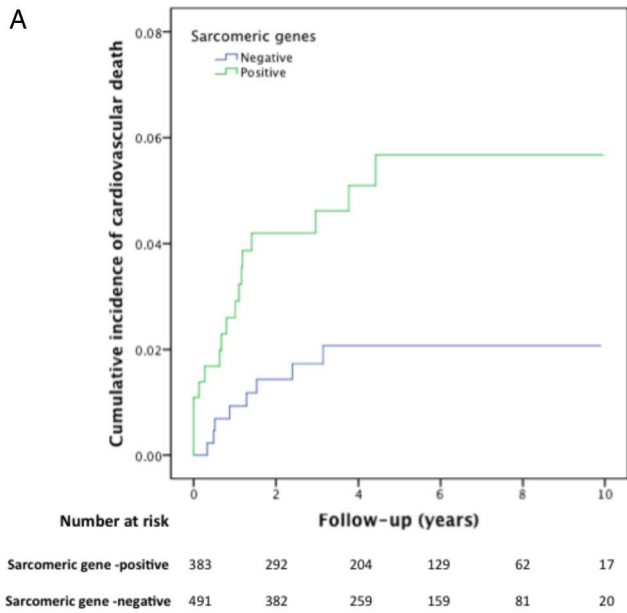 A
Cumulative incidence of cardiovascular death
Sarcomeric genes
Negative
Positive
0.08
0.06
0.04
0.02
0.00
0 2 4 6 8 10
Number at risk
Follow-up (years)
Sarcomeric gene -positive 383 292 204 129 62 17
Sarcomeric gene -negative 491 382 259 159 81 20